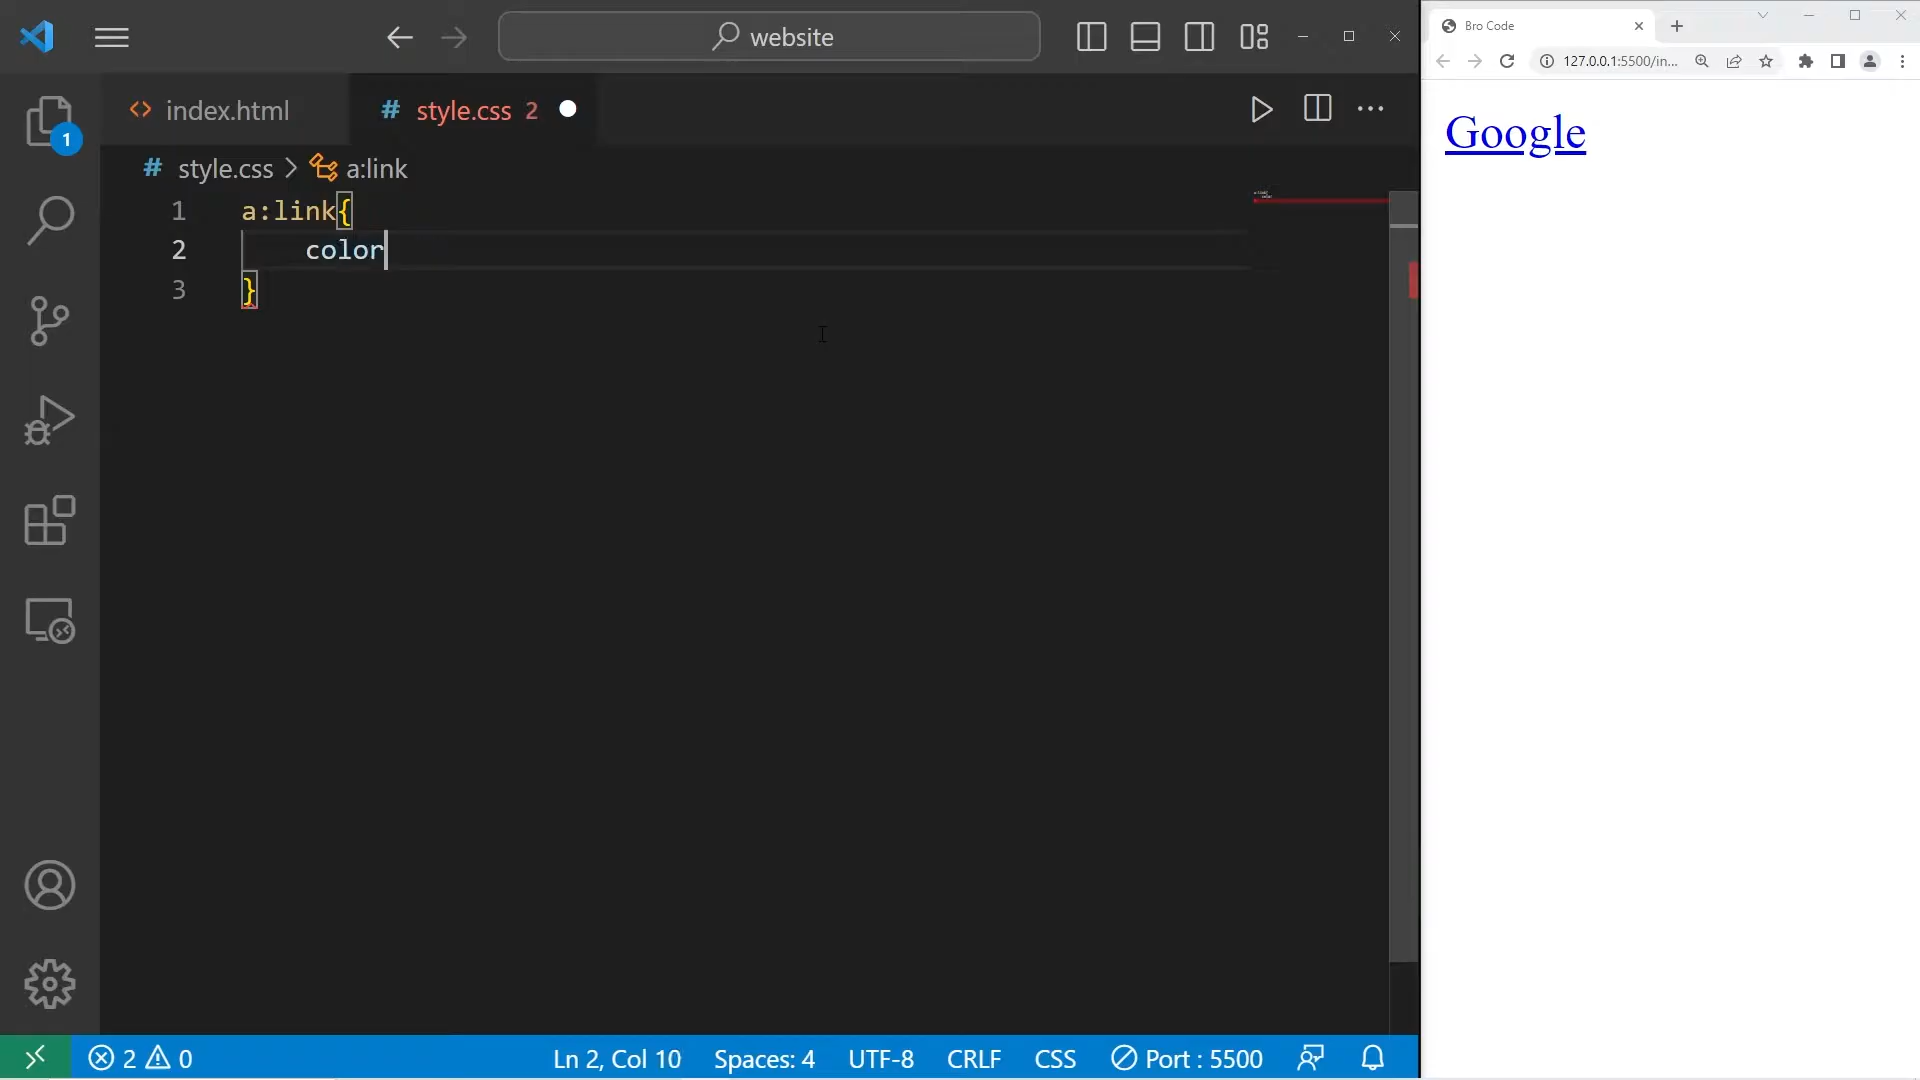 website
Bro Code
127.0.0.1:5500/in...
index.html
style.css 2
style.css > a:link
1 a:link{
2 color
3 }
Google
1
2 0
Ln 2, Col 10
Spaces: 4
UTF-8
CRLF
CSS
Port : 5500